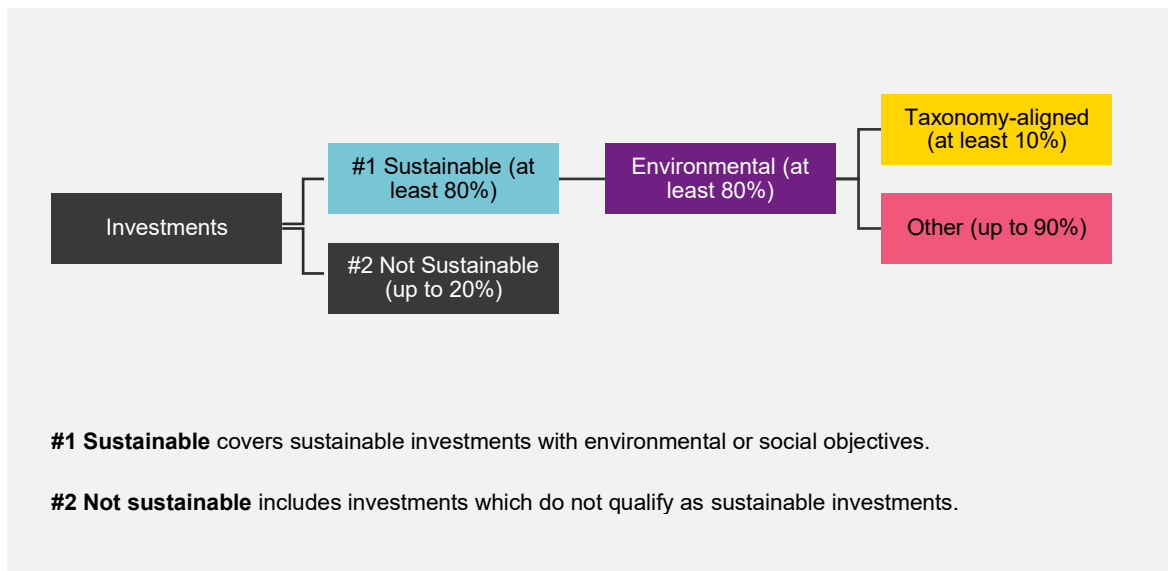 Taxonomy-aligned
(at least 10%)
#1 Sustainable (at
least 80%)
Environmental (at
least 80%)
Investments
Other (up to 90%)
#2 Not Sustainable
(up to 20%)
#1 Sustainable covers sustainable investments with environmental or social objectives.
#2 Not sustainable includes investments which do not qualify as sustainable investments.